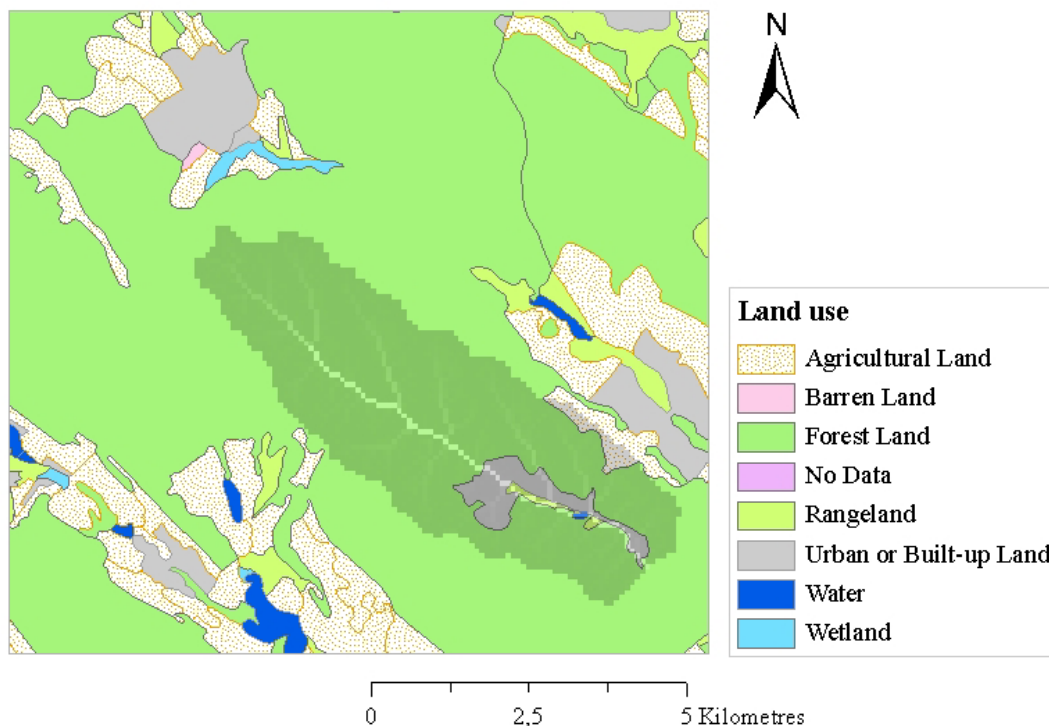 N
Land use
Agricultural Land
Barren Land
Forest Land
No Data
Rangeland
Urban or Built-up Land
Water
Wetland
0 2,5 5 Kilometres